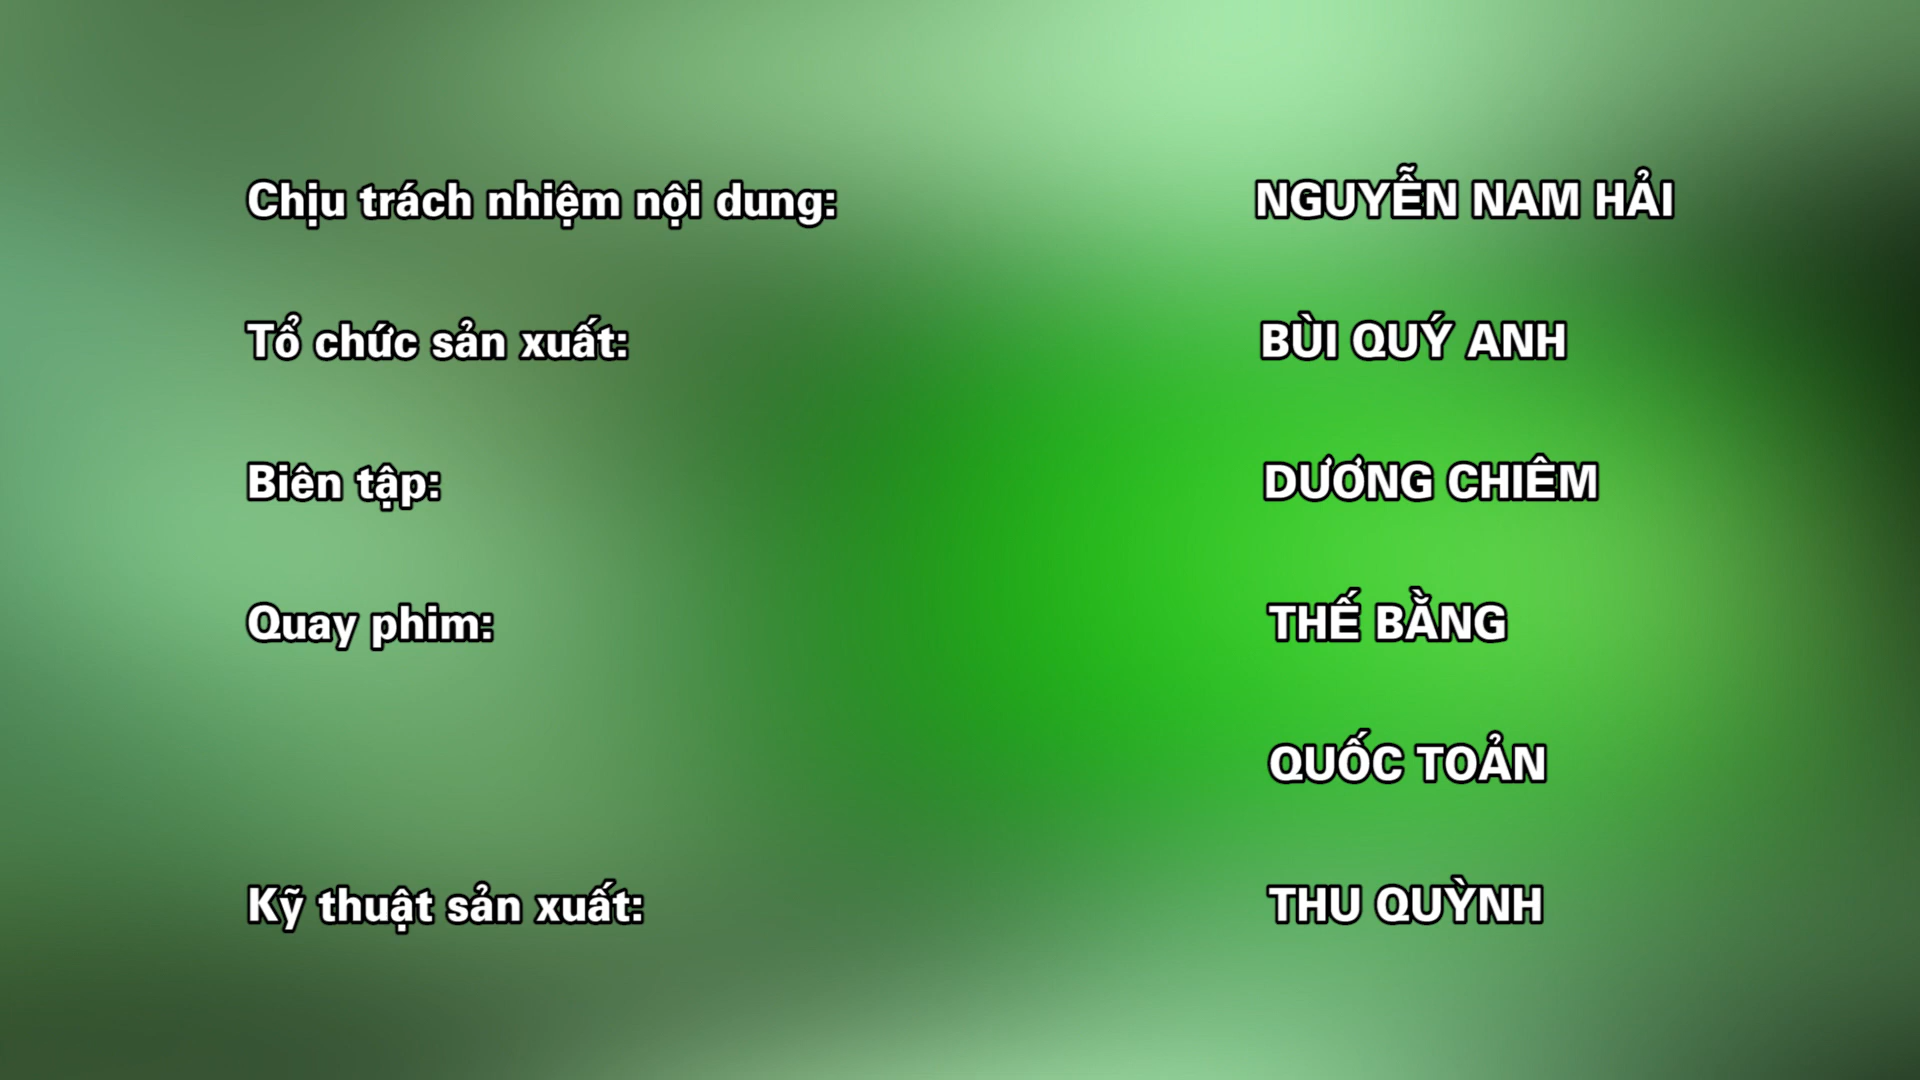 Chịu trách nhiệm nội dung: NGUYỄN NAM HẢI
Tổ chức sản xuất: BÙI QUÝ ANH
Biên tập: DƯƠNG CHIÊM
Quay phim: THẾ BẰNG
QUỐC TOẢN
Kỹ thuật sản xuất: THU QUỲNH